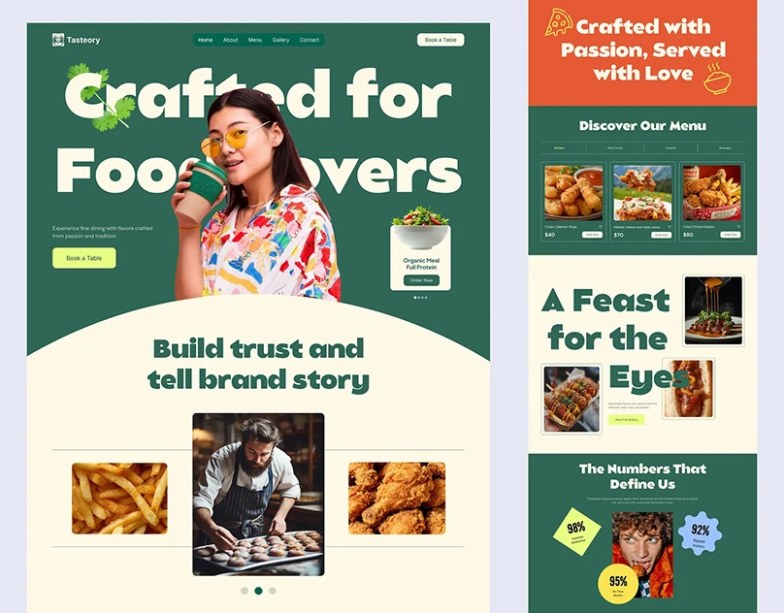 Tasteory
Home About Menu Gallery Contact
Book a Table
Crafted for
Food Lovers
Experience fine dining with flavors crafted
from passion and tradition.
Book a Table
Organic Meal
Full Protein
Order Now
Build trust and
tell brand story
Crafted with
Passion, Served
with Love
Discover Our Menu
$40
$70
$80
A Feast
for the
Eyes
The Numbers That
Define Us
98%
92%
95%